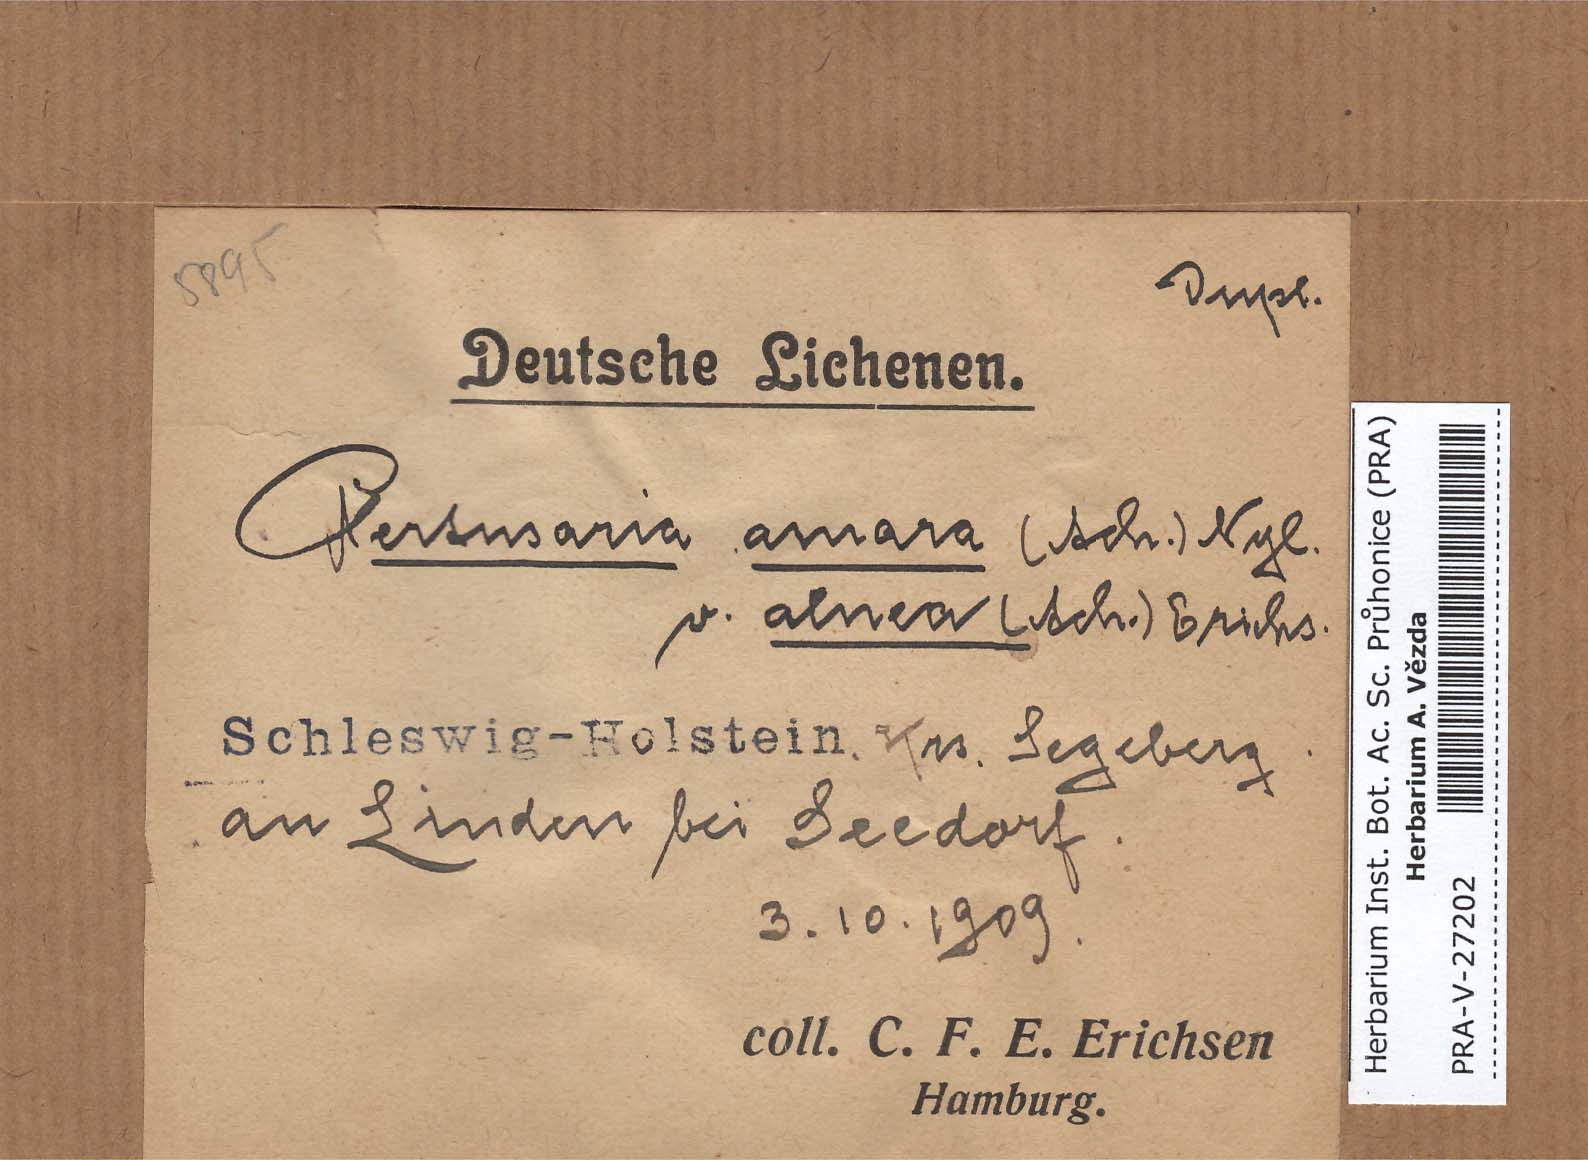 5895
Dupl.
Deutsche Lichenen.
Pertusaria amara (Ach.) Nyl.
v. alnea (Ach.) Erichs.
Schleswig-Holstein. Krs. Segeberg.
an Linden bei Seedorf.
3.10.1909.
coll. C. F. E. Erichsen
Hamburg.
Herbarium Inst. Bot. Ac. Sc. Průhonice (PRA)
Herbarium A. Vězda
PRA-V-27202